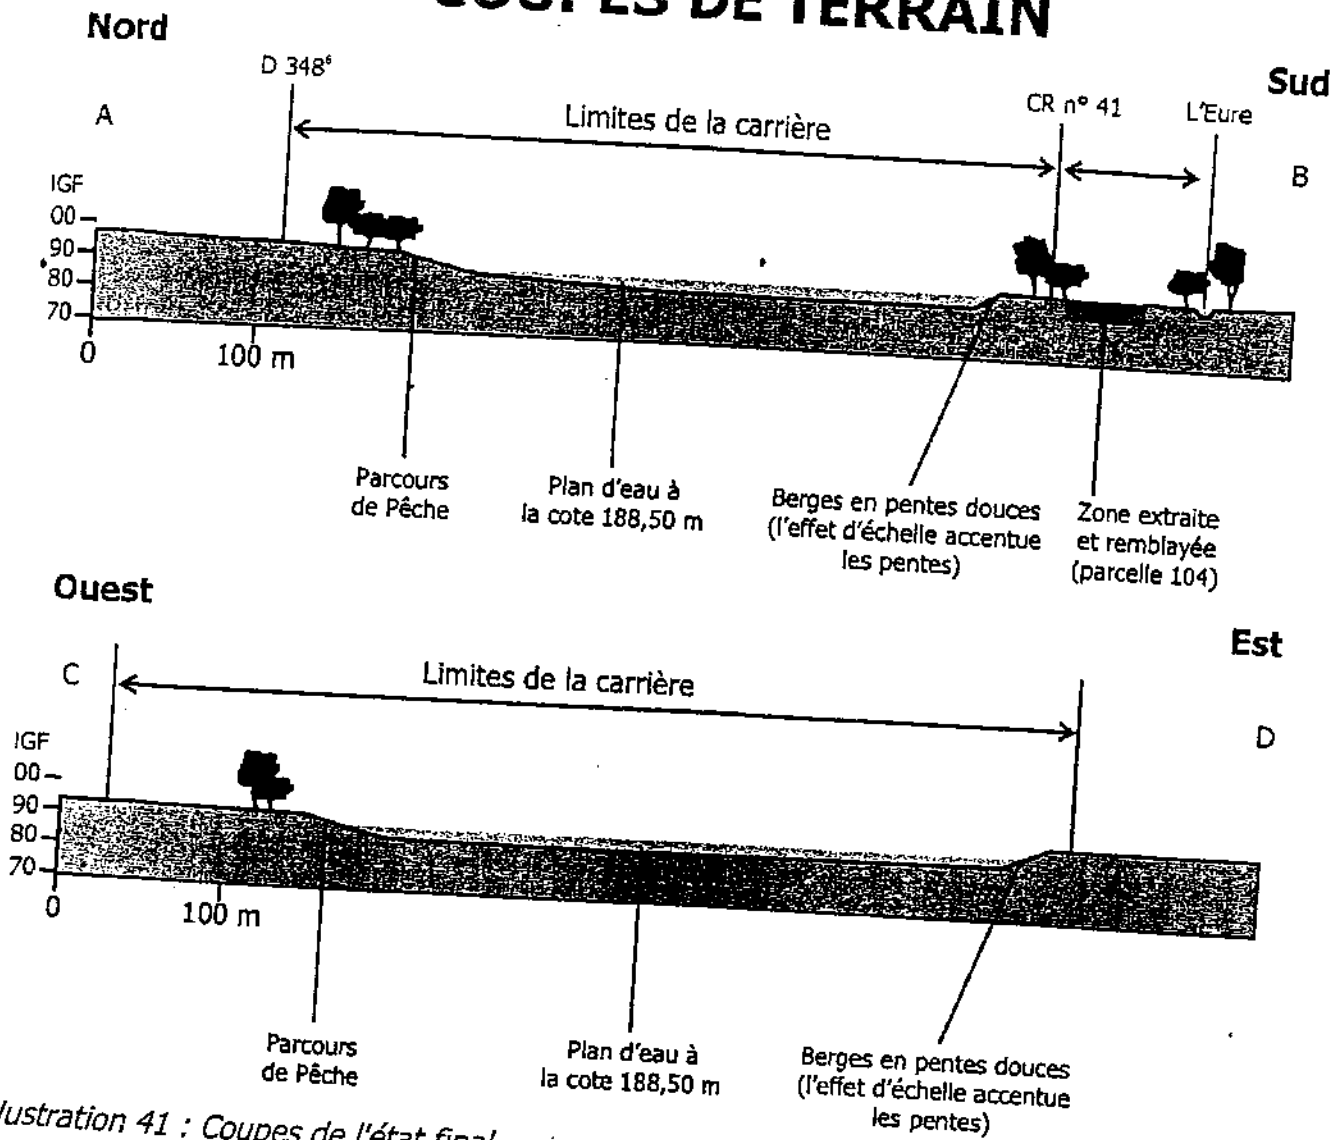 COUPES DE TERRAIN
Nord
Sud
D 348⁶
CR n° 41
L'Eure
A
Limites de la carrière
B
IGF
00
90
80
70
0
100 m
Parcours
de Pêche
Plan d'eau à
la cote 188,50 m
Berges en pentes douces
(l'effet d'échelle accentue
les pentes)
Zone extraite
et remblayée
(parcelle 104)
Ouest
Est
C
Limites de la carrière
D
IGF
00
90
80
70
0
100 m
Parcours
de Pêche
Plan d'eau à
la cote 188,50 m
Berges en pentes douces
(l'effet d'échelle accentue
les pentes)
lustration 41 : Coupes de l'état final